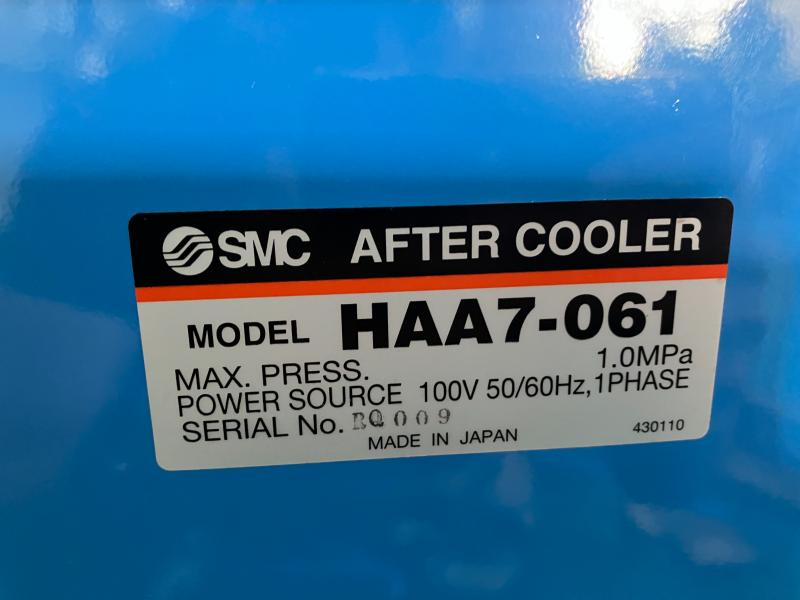 SMC AFTER COOLER
MODEL HAA7-061
MAX. PRESS. 1.0MPa
POWER SOURCE 100V 50/60Hz, 1PHASE
SERIAL No. BQ009
MADE IN JAPAN 430110